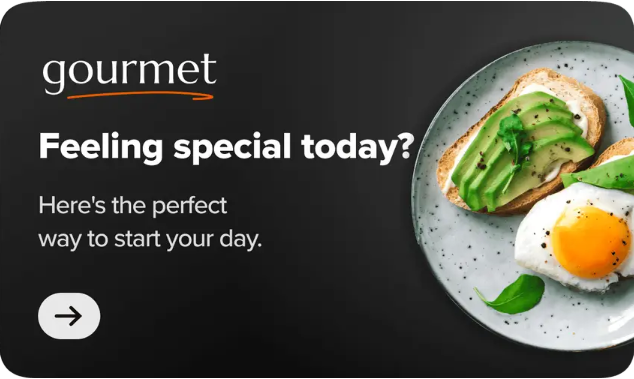 gourmet
Feeling special today?
Here's the perfect
way to start your day.